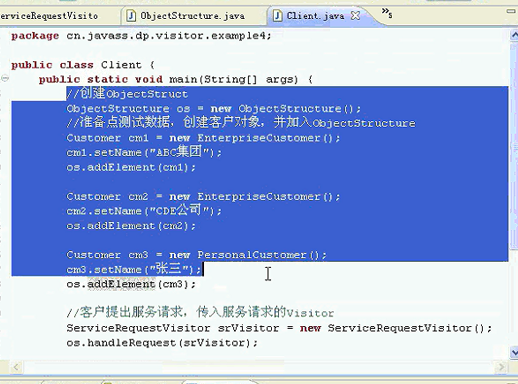 erviceRequestVisito
ObjectStructure.java
Client.java
»
5
package cn.javass.dp.visitor.example4;
public class Client {
public static void main(String[] args) {
//创建ObjectStruct
ObjectStructure os = new ObjectStructure();
//准备点测试数据，创建客户对象，并加入ObjectStructure
Customer cm1 = new EnterpriseCustomer();
cm1.setName("ABC集团");
os.addElement(cm1);
Customer cm2 = new EnterpriseCustomer();
cm2.setName("CDE公司");
os.addElement(cm2);
Customer cm3 = new PersonalCustomer();
cm3.setName("张三");
os.addElement(cm3);
//客户提出服务请求，传入服务请求的Visitor
ServiceRequestVisitor srVisitor = new ServiceRequestVisitor();
os.handleRequest(srVisitor);